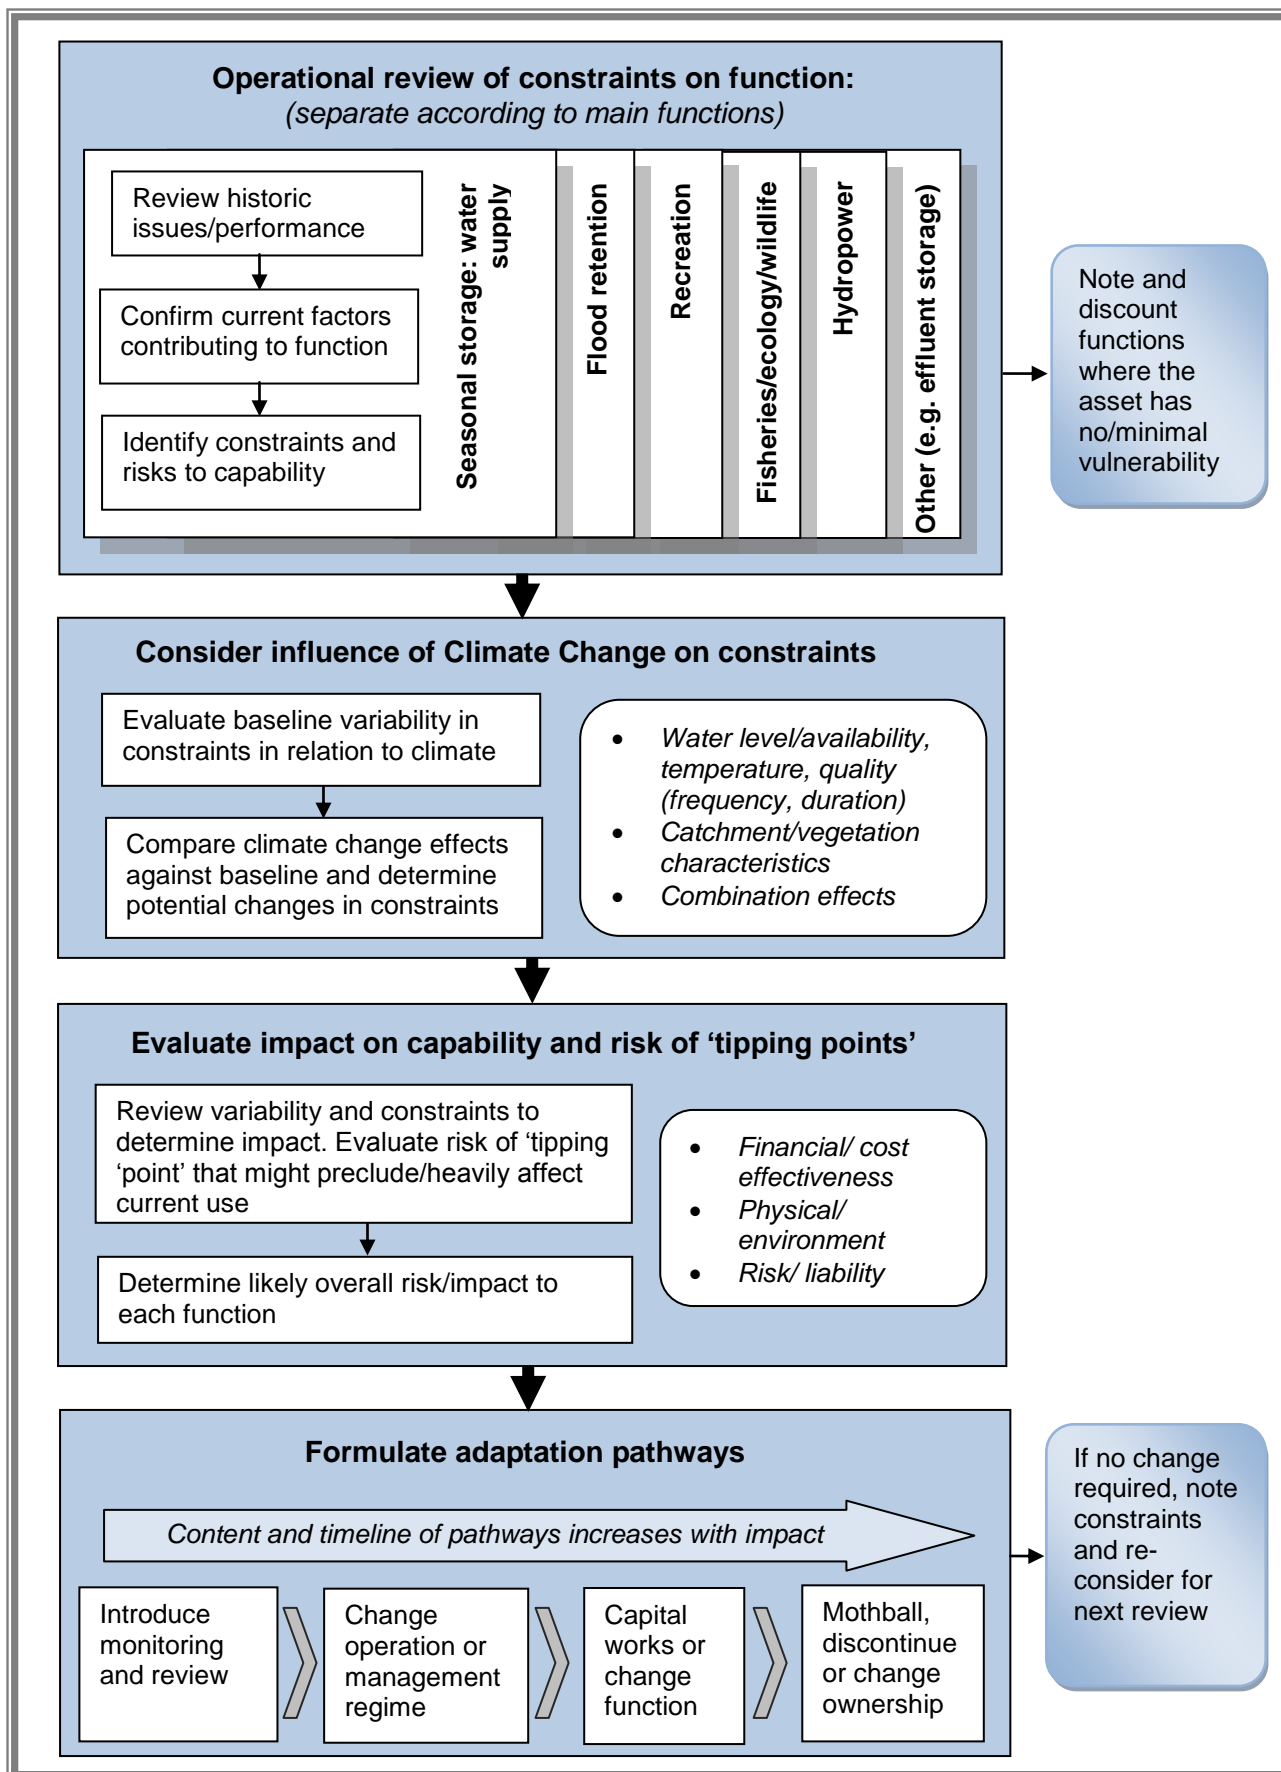 Operational review of constraints on function:
(separate according to main functions)
Review historic
issues/performance
Confirm current factors
contributing to function
Identify constraints and
risks to capability
Seasonal storage: water
supply
Flood retention
Recreation
Fisheries/ecology/wildlife
Hydropower
Other (e.g. effluent storage)
Note and
discount
functions
where the
asset has
no/minimal
vulnerability
Consider influence of Climate Change on constraints
Evaluate baseline variability in
constraints in relation to climate
Compare climate change effects
against baseline and determine
potential changes in constraints
• Water level/availability,
temperature, quality
(frequency, duration)
• Catchment/vegetation
characteristics
• Combination effects
Evaluate impact on capability and risk of ‘tipping points’
Review variability and constraints to
determine impact. Evaluate risk of ‘tipping
‘point’ that might preclude/heavily affect
current use
Determine likely overall risk/impact to
each function
• Financial/ cost
effectiveness
• Physical/
environment
• Risk/ liability
Formulate adaptation pathways
Content and timeline of pathways increases with impact
Introduce
monitoring
and review
Change
operation or
management
regime
Capital
works or
change
function
Mothball,
discontinue
or change
ownership
If no change
required, note
constraints
and re-
consider for
next review